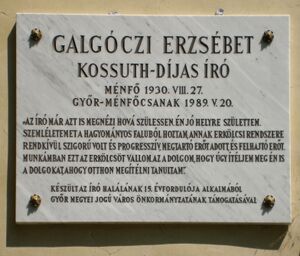 GALGÓCZI ERZSÉBET
KOSSUTH-DÍJAS ÍRÓ
MÉNFŐ 1930. VIII. 27.
GYŐR-MÉNFŐCSANAK 1989. V. 20.
«AZ ÍRÓ MÁR AZT IS MEGNÉZI HOVÁ SZÜLESSEN ÉN JÓ HELYRE SZÜLETTEM.
SZEMLÉLETEMET A HAGYOMÁNYOS FALUBÓL HOZTAM, ANNAK ERKÖLCSI RENDSZERE
RENDKÍVÜL SZIGORÚ VOLT ÉS PROGRESSZÍV, MEGTARTÓ ERŐT ADOTT ÉS FELHAJTÓ ERŐT.
MUNKÁMBAN EZT AZ ERKÖLCSÖT VALLOM, AZ A DOLGOM, HOGY ÚGY ÍTÉLJEM MEG ÉN IS
A DOLGOKAT, AHOGY OTTHON MEGÍTÉLNI TANULTAM.»
KÉSZÜLT AZ ÍRÓ HALÁLÁNAK 15. ÉVFORDULÓJA ALKALMÁBÓL
GYŐR MEGYEI JOGÚ VÁROS ÖNKORMÁNYZATÁNAK TÁMOGATÁSÁVAL